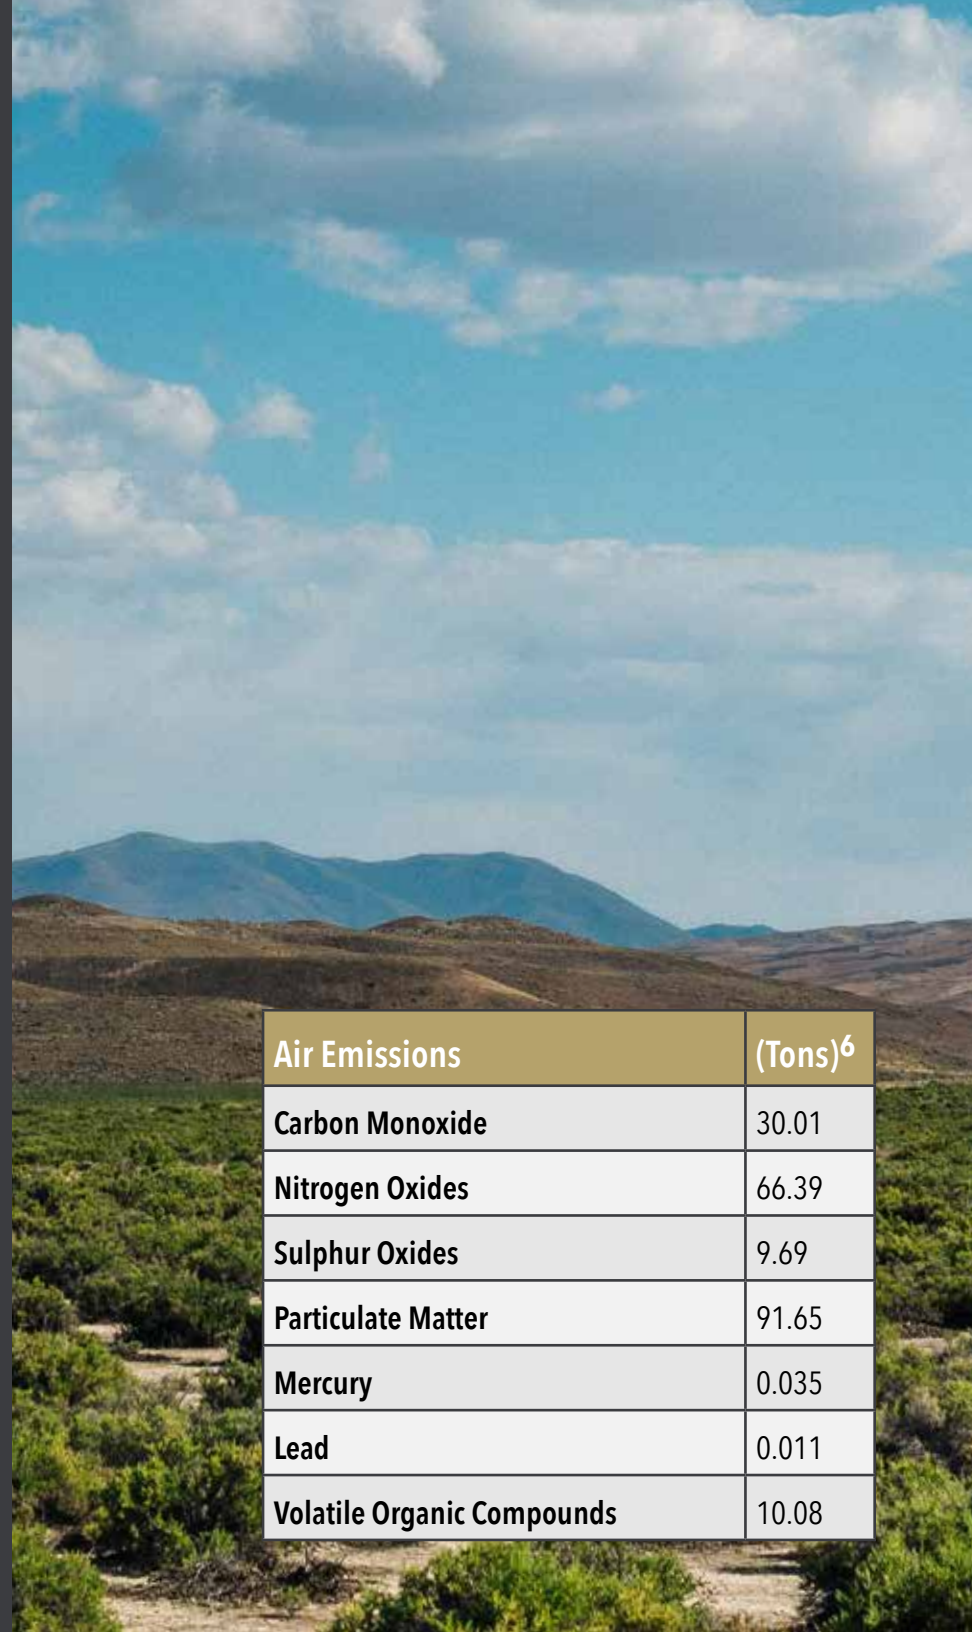 Air Emissions (Tons)6
Carbon Monoxide 30.01
Nitrogen Oxides 66.39
Sulphur Oxides 9.69
Particulate Matter 91.65
Mercury 0.035
Lead 0.011
Volatile Organic Compounds 10.08